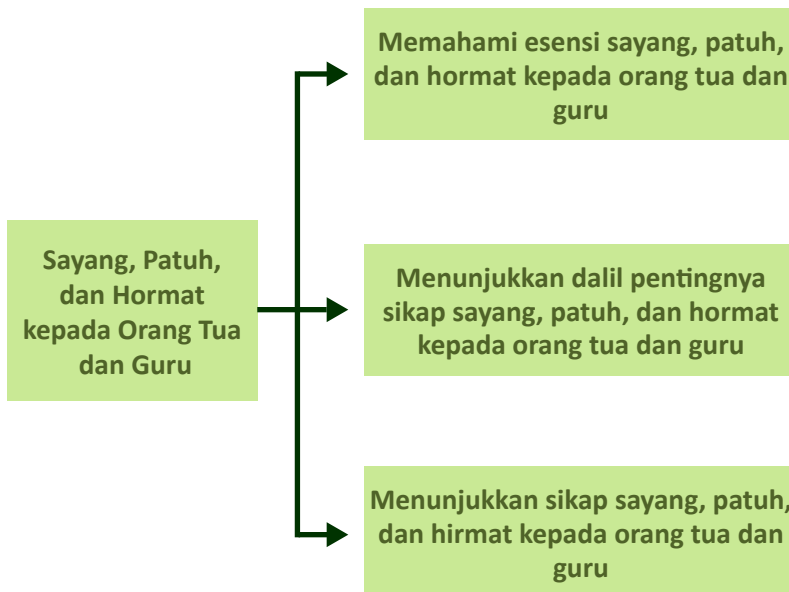 Memahami esensi sayang, patuh,
dan hormat kepada orang tua dan
guru
Sayang, Patuh,
dan Hormat
kepada Orang Tua
dan Guru
Menunjukkan dalil pentingnya
sikap sayang, patuh, dan hormat
kepada orang tua dan guru
Menunjukkan sikap sayang, patuh,
dan hirmat kepada orang tua dan
guru